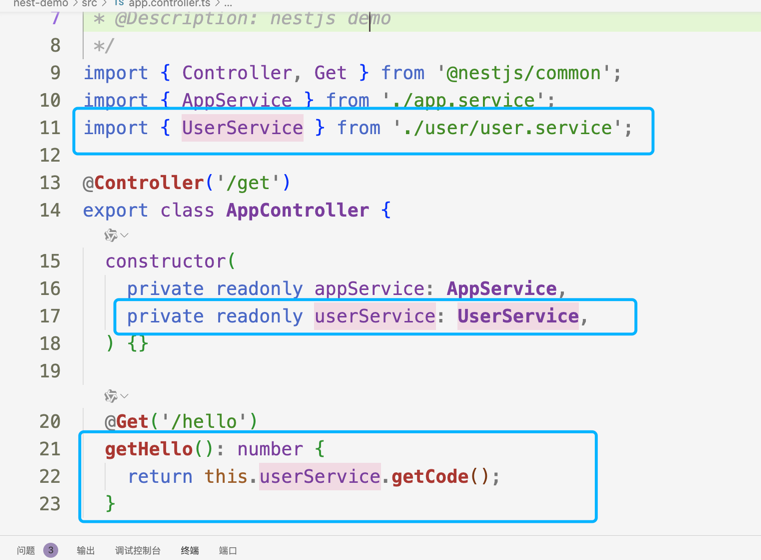 nest-demo > src > TS app.controller.ts > ...
7 * @Description: nestjs demo
8 */
9 import { Controller, Get } from '@nestjs/common';
10 import { AppService } from './app.service';
11 import { UserService } from './user/user.service';
12
13 @Controller('/get')
14 export class AppController {
15 constructor(
16 private readonly appService: AppService,
17 private readonly userService: UserService,
18 ) {}
19
20 @Get('/hello')
21 getHello(): number {
22 return this.userService.getCode();
23 }
问题 3 输出 调试控制台 终端 端口